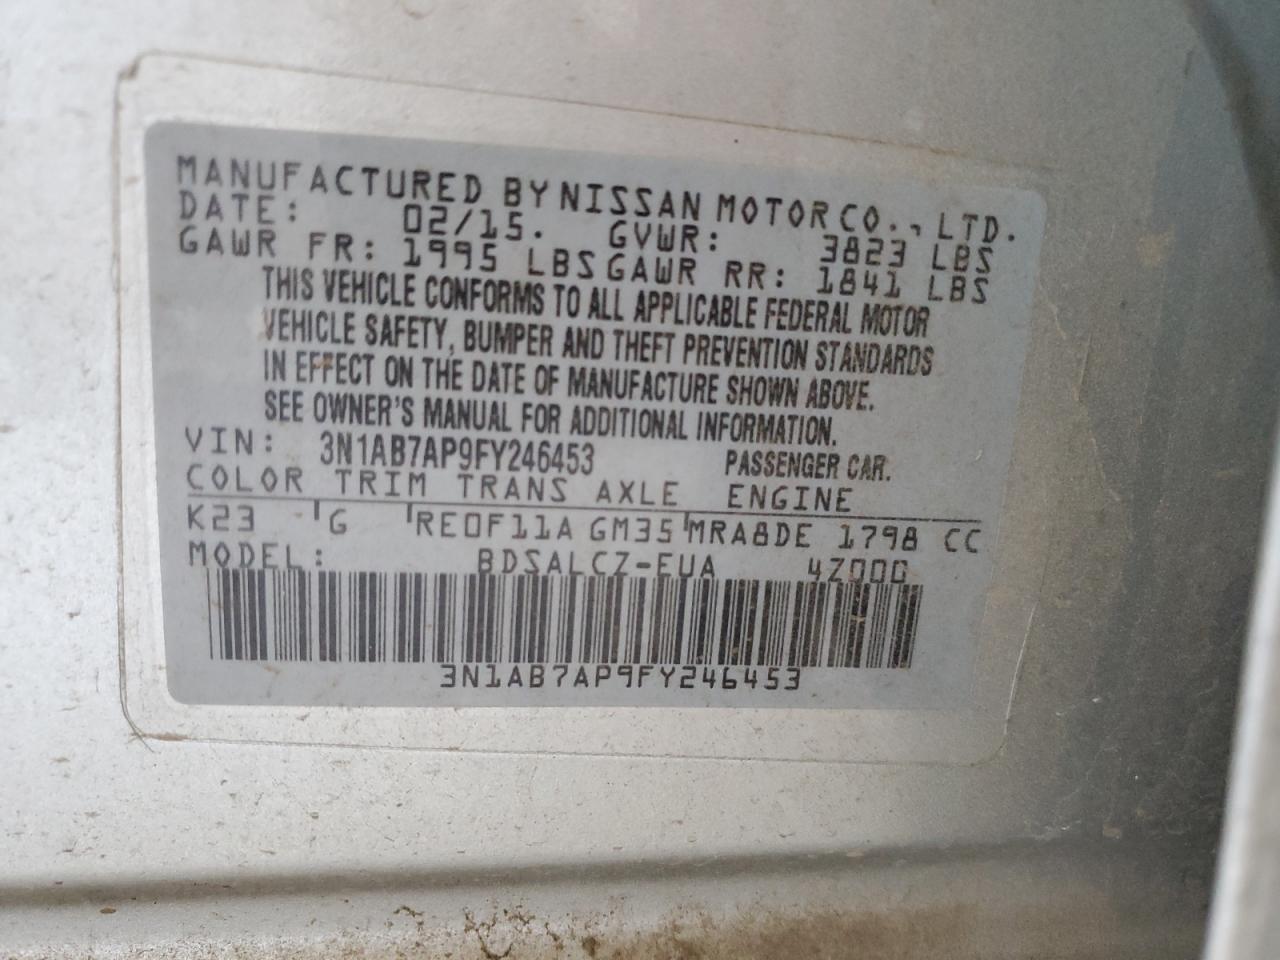 MANUFACTURED BY NISSAN MOTOR CO., LTD.
DATE: 02/15. GVWR: 3823 LBS
GAWR FR: 1995 LBS GAWR RR: 1841 LBS
THIS VEHICLE CONFORMS TO ALL APPLICABLE FEDERAL MOTOR
VEHICLE SAFETY, BUMPER AND THEFT PREVENTION STANDARDS
IN EFFECT ON THE DATE OF MANUFACTURE SHOWN ABOVE.
SEE OWNER'S MANUAL FOR ADDITIONAL INFORMATION.
VIN: 3N1AB7AP9FY246453 PASSENGER CAR.
COLOR TRIM TRANS AXLE ENGINE
K23 G RE0F11A GM35 MRA8DE 1798 CC
MODEL: BDSALCZ-EUA 4Z000
3N1AB7AP9FY246453